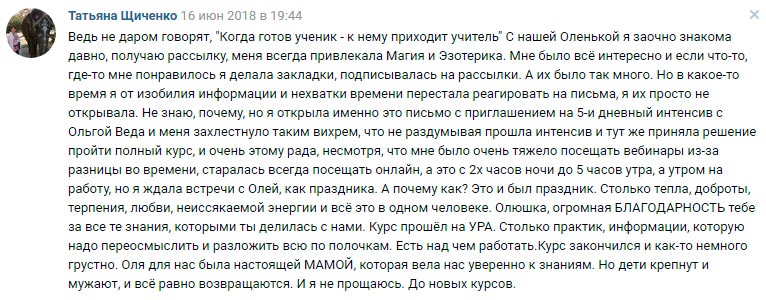 Татьяна Щиченко 16 июн 2018 в 19:44
Ведь не даром говорят, "Когда готов ученик - к нему приходит учитель" С нашей Оленькой я заочно знакома
давно, получаю рассылку, меня всегда привлекала Магия и Эзотерика. Мне было всё интересно и если что-то,
где-то мне понравилось я делала закладки, подписывалась на рассылки. А их было так много. Но в какое-то
время я от изобилия информации и нехватки времени перестала реагировать на письма, я их просто не
открывала. Не знаю, почему, но я открыла именно это письмо с приглашением на 5-и дневный интенсив с
Ольгой Веда и меня захлестнуло таким вихрем, что не раздумывая прошла интенсив и тут же приняла решение
пройти полный курс, и очень этому рада, несмотря, что мне было очень тяжело посещать вебинары из-за
разницы во времени, старалась всегда посещать онлайн, а это с 2х часов ночи до 5 часов утра, а утром на
работу, но я ждала встречи с Олей, как праздника. А почему как? Это и был праздник. Столько тепла, доброты,
терпения, любви, неиссякаемой энергии и всё это в одном человеке. Олюшка, огромная БЛАГОДАРНОСТЬ тебе
за все те знания, которыми ты делилась с нами. Курс прошёл на УРА. Столько практик, информации, которую
надо переосмыслить и разложить всю по полочкам. Есть над чем работать.Курс закончился и как-то немного
грустно. Оля для нас была настоящей МАМОЙ, которая вела нас уверенно к знаниям. Но дети крепнут и
мужают, и всё равно возвращаются. И я не прощаюсь. До новых курсов.